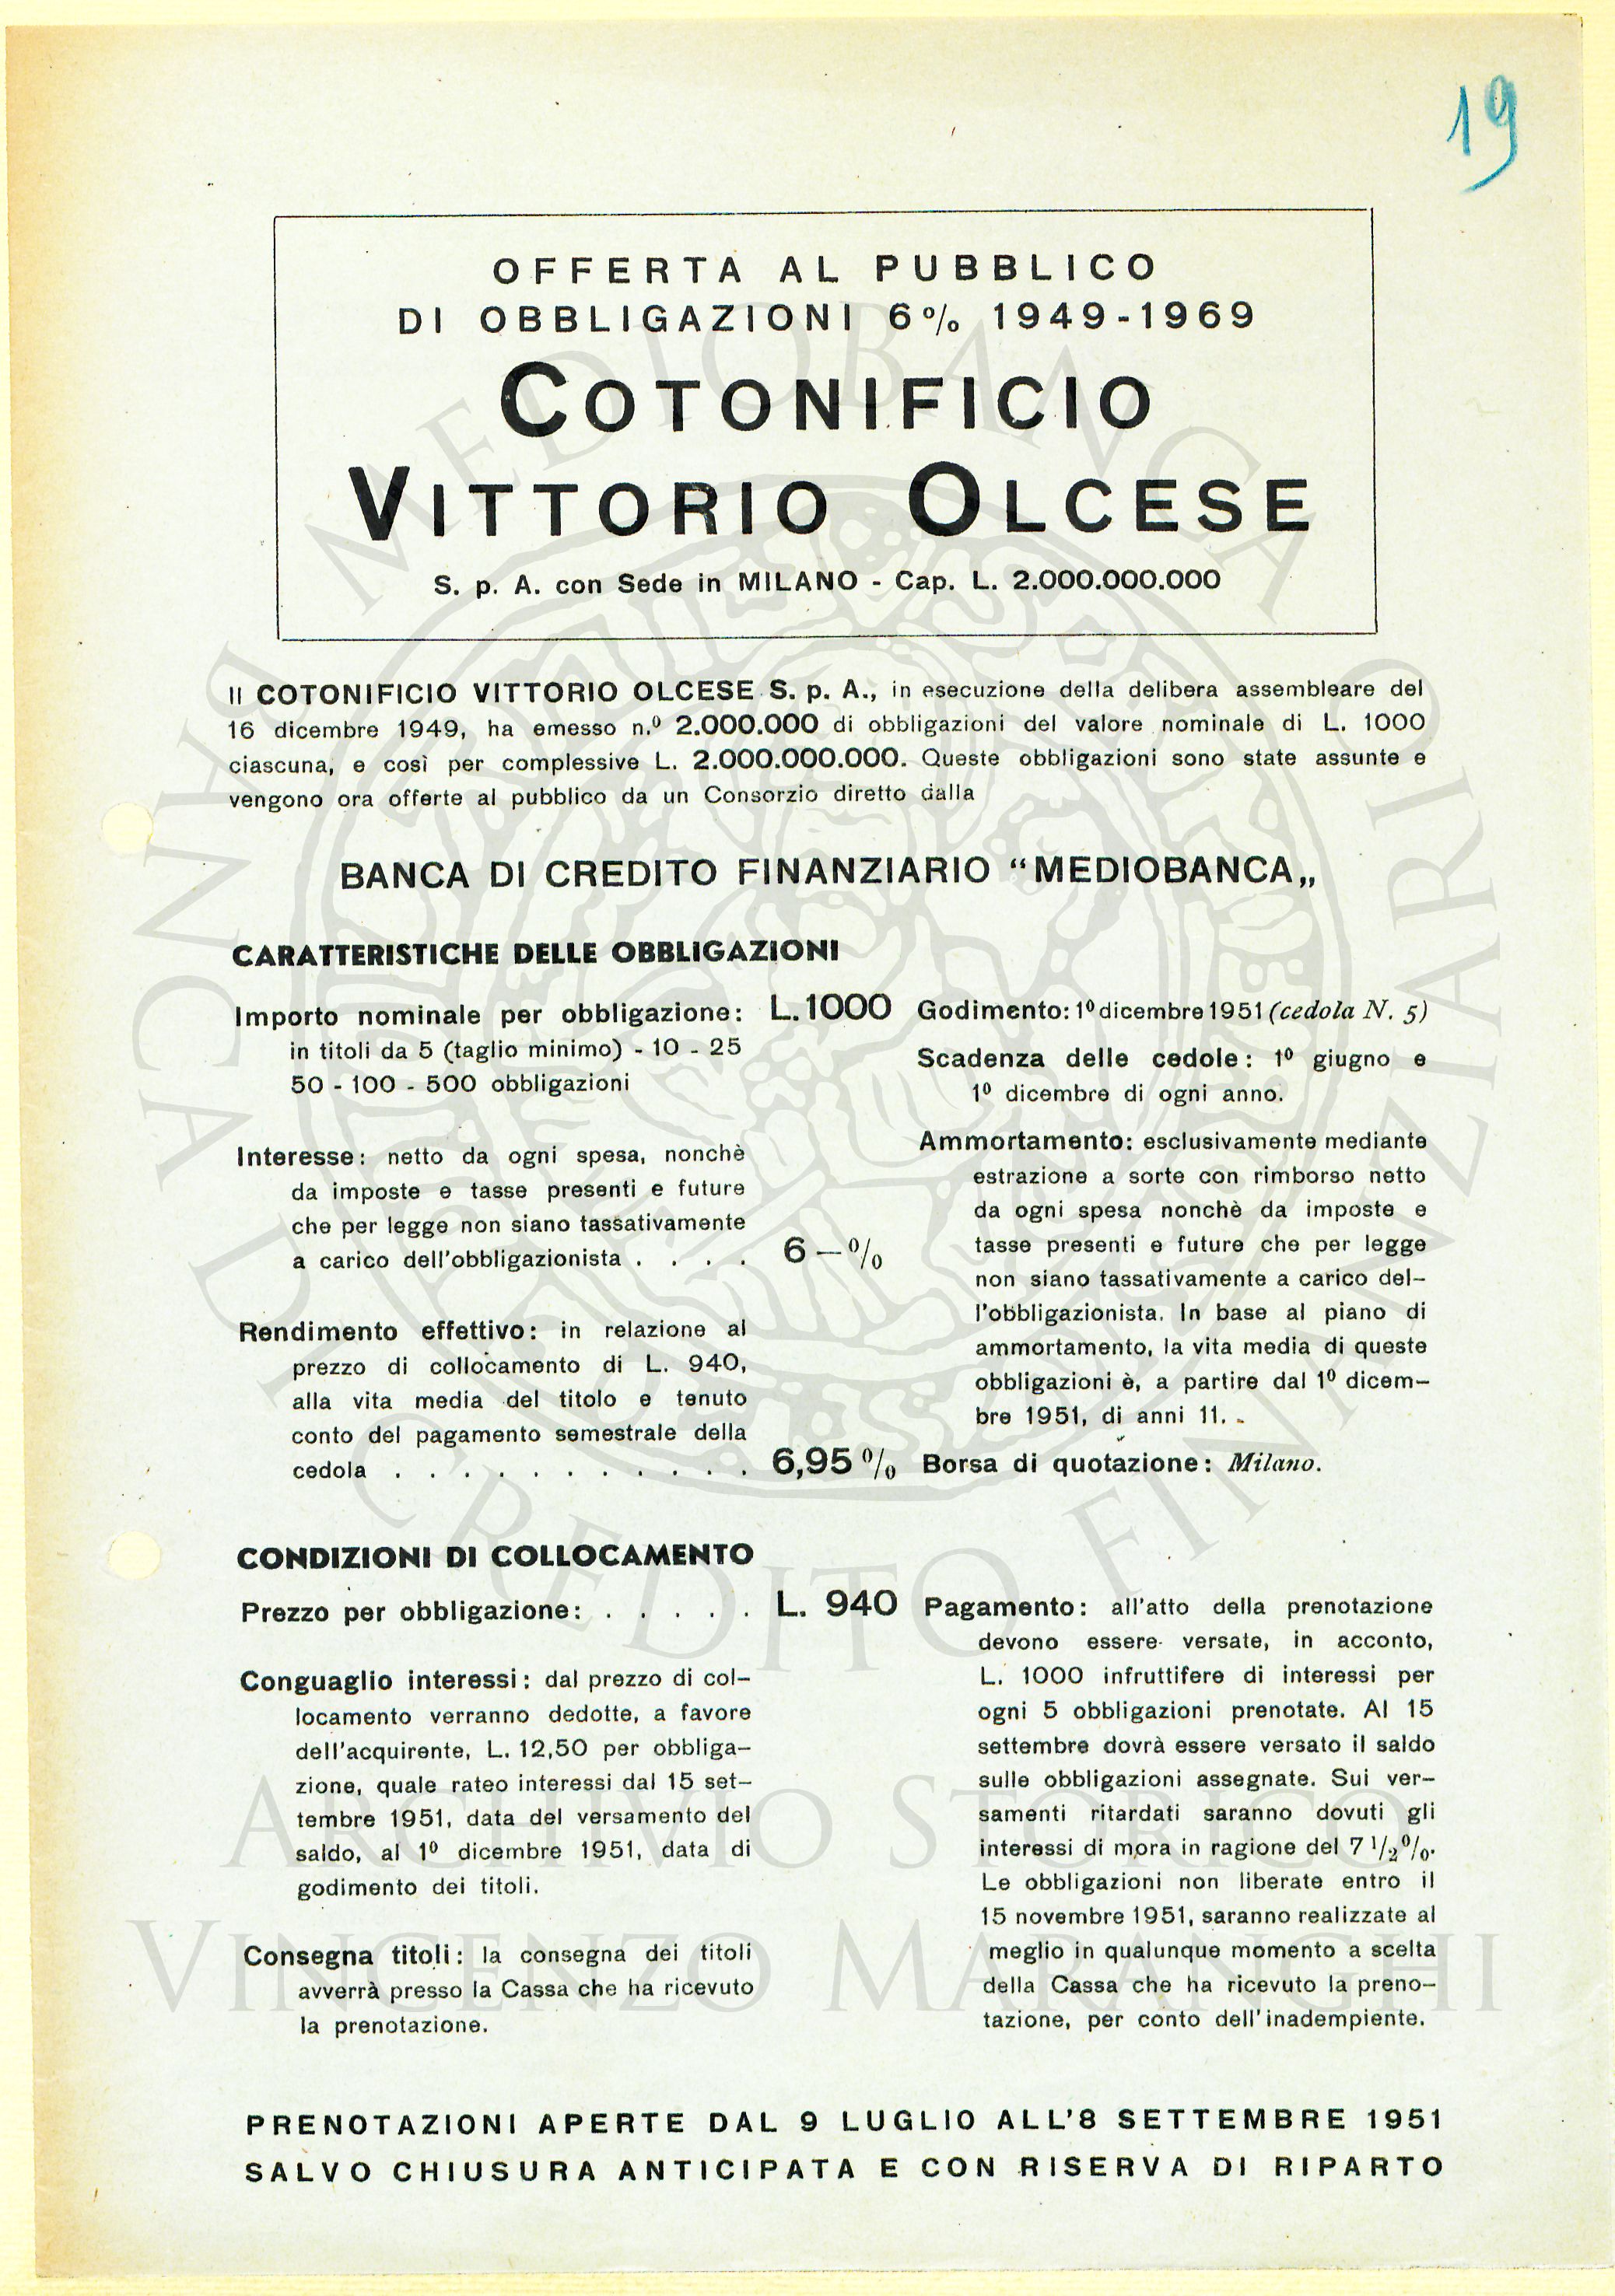 19
OFFERTA AL PUBBLICO
DI OBBLIGAZIONI 6% 1949-1969
COTONIFICIO
VITTORIO OLCESE
S. p. A. con Sede in MILANO - Cap. L. 2.000.000.000
Il COTONIFICIO VITTORIO OLCESE S. p. A., in esecuzione della delibera assembleare del
16 dicembre 1949, ha emesso n.º 2.000.000 di obbligazioni del valore nominale di L. 1000
ciascuna, e così per complessive L. 2.000.000.000. Queste obbligazioni sono state assunte e
vengono ora offerte al pubblico da un Consorzio diretto dalla
BANCA DI CREDITO FINANZIARIO “MEDIOBANCA„
CARATTERISTICHE DELLE OBBLIGAZIONI
Importo nominale per obbligazione: L. 1000
in titoli da 5 (taglio minimo) - 10 - 25
50 - 100 - 500 obbligazioni
Interesse: netto da ogni spesa, nonchè
da imposte e tasse presenti e future
che per legge non siano tassativamente
a carico dell'obbligazionista . . . . 6 — %
Rendimento effettivo: in relazione al
prezzo di collocamento di L. 940,
alla vita media del titolo e tenuto
conto del pagamento semestrale della
cedola . . . . . . . . . . . 6,95 %
Godimento: 1º dicembre 1951 (cedola N. 5)
Scadenza delle cedole: 1º giugno e
1º dicembre di ogni anno.
Ammortamento: esclusivamente mediante
estrazione a sorte con rimborso netto
da ogni spesa nonchè da imposte e
tasse presenti e future che per legge
non siano tassativamente a carico del-
l'obbligazionista. In base al piano di
ammortamento, la vita media di queste
obbligazioni è, a partire dal 1º dicem-
bre 1951, di anni 11.
Borsa di quotazione: Milano.
CONDIZIONI DI COLLOCAMENTO
Prezzo per obbligazione: . . . . . L. 940
Conguaglio interessi: dal prezzo di col-
locamento verranno dedotte, a favore
dell'acquirente, L. 12,50 per obbliga-
zione, quale rateo interessi dal 15 set-
tembre 1951, data del versamento del
saldo, al 1º dicembre 1951, data di
godimento dei titoli.
Consegna titoli: la consegna dei titoli
avverrà presso la Cassa che ha ricevuto
la prenotazione.
Pagamento: all'atto della prenotazione
devono essere versate, in acconto,
L. 1000 infruttifere di interessi per
ogni 5 obbligazioni prenotate. Al 15
settembre dovrà essere versato il saldo
sulle obbligazioni assegnate. Sui ver-
samenti ritardati saranno dovuti gli
interessi di mora in ragione del 7 1/2 %.
Le obbligazioni non liberate entro il
15 novembre 1951, saranno realizzate al
meglio in qualunque momento a scelta
della Cassa che ha ricevuto la preno-
tazione, per conto dell'inadempiente.
PRENOTAZIONI APERTE DAL 9 LUGLIO ALL'8 SETTEMBRE 1951
SALVO CHIUSURA ANTICIPATA E CON RISERVA DI RIPARTO
MEDIOBANCA
BANCA DI CREDITO FINANZIARIO
ARCHIVIO STORICO
VINCENZO MARANGHI